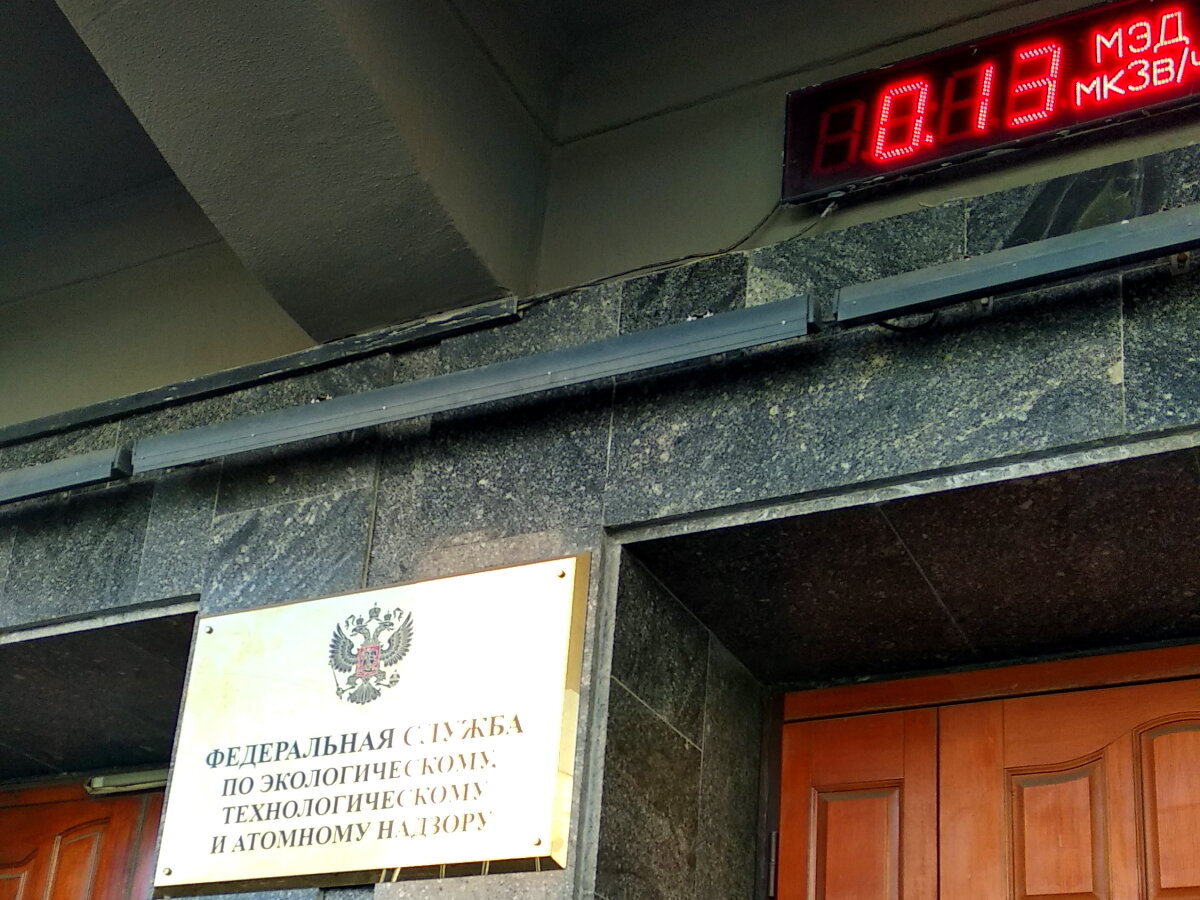 0.13
МЭД
МКЗВ/Ч
ФЕДЕРАЛЬНАЯ СЛУЖБА
ПО ЭКОЛОГИЧЕСКОМУ,
ТЕХНОЛОГИЧЕСКОМУ
И АТОМНОМУ НАДЗОРУ